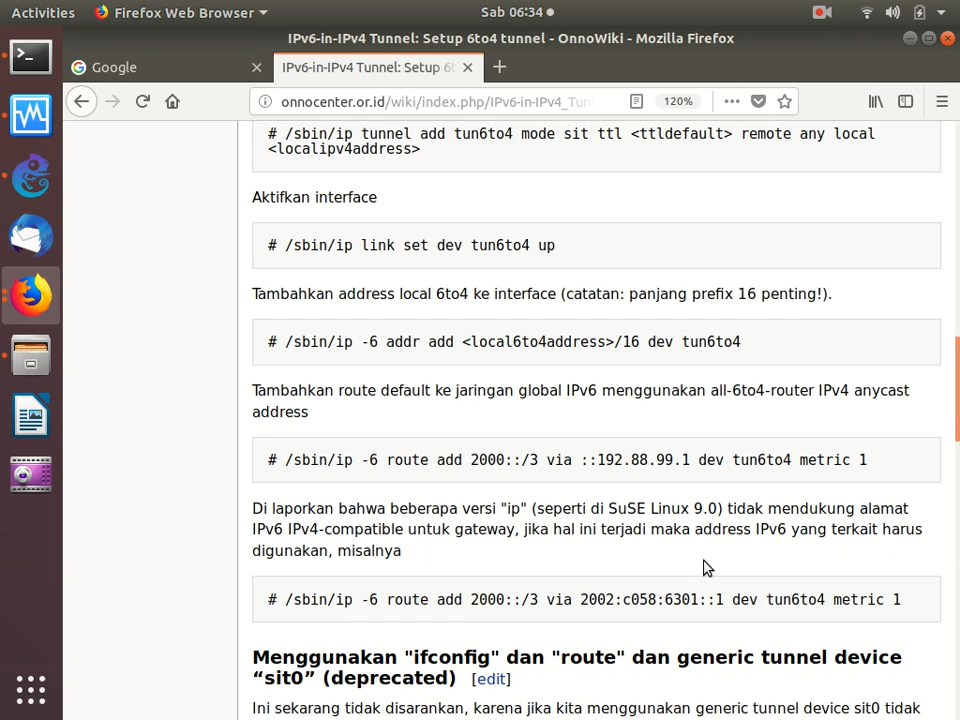 Activities
Firefox Web Browser
Sab 06:34
IPv6-in-IPv4 Tunnel: Setup 6to4 tunnel - OnnoWiki - Mozilla Firefox
Google
IPv6-in-IPv4 Tunnel: Setup 6t
onnocenter.or.id/wiki/index.php/IPv6-in-IPv4_Tun
120%
# /sbin/ip tunnel add tun6to4 mode sit ttl <ttldefault> remote any local
<localipv4address>
Aktifkan interface
# /sbin/ip link set dev tun6to4 up
Tambahkan address local 6to4 ke interface (catatan: panjang prefix 16 penting!).
# /sbin/ip -6 addr add <local6to4address>/16 dev tun6to4
Tambahkan route default ke jaringan global IPv6 menggunakan all-6to4-router IPv4 anycast
address
# /sbin/ip -6 route add 2000::/3 via ::192.88.99.1 dev tun6to4 metric 1
Di laporkan bahwa beberapa versi "ip" (seperti di SuSE Linux 9.0) tidak mendukung alamat
IPv6 IPv4-compatible untuk gateway, jika hal ini terjadi maka address IPv6 yang terkait harus
digunakan, misalnya
# /sbin/ip -6 route add 2000::/3 via 2002:c058:6301::1 dev tun6to4 metric 1
Menggunakan "ifconfig" dan "route" dan generic tunnel device
“sit0” (deprecated) [edit]
Ini sekarang tidak disarankan, karena jika kita menggunakan generic tunnel device sit0 tidak